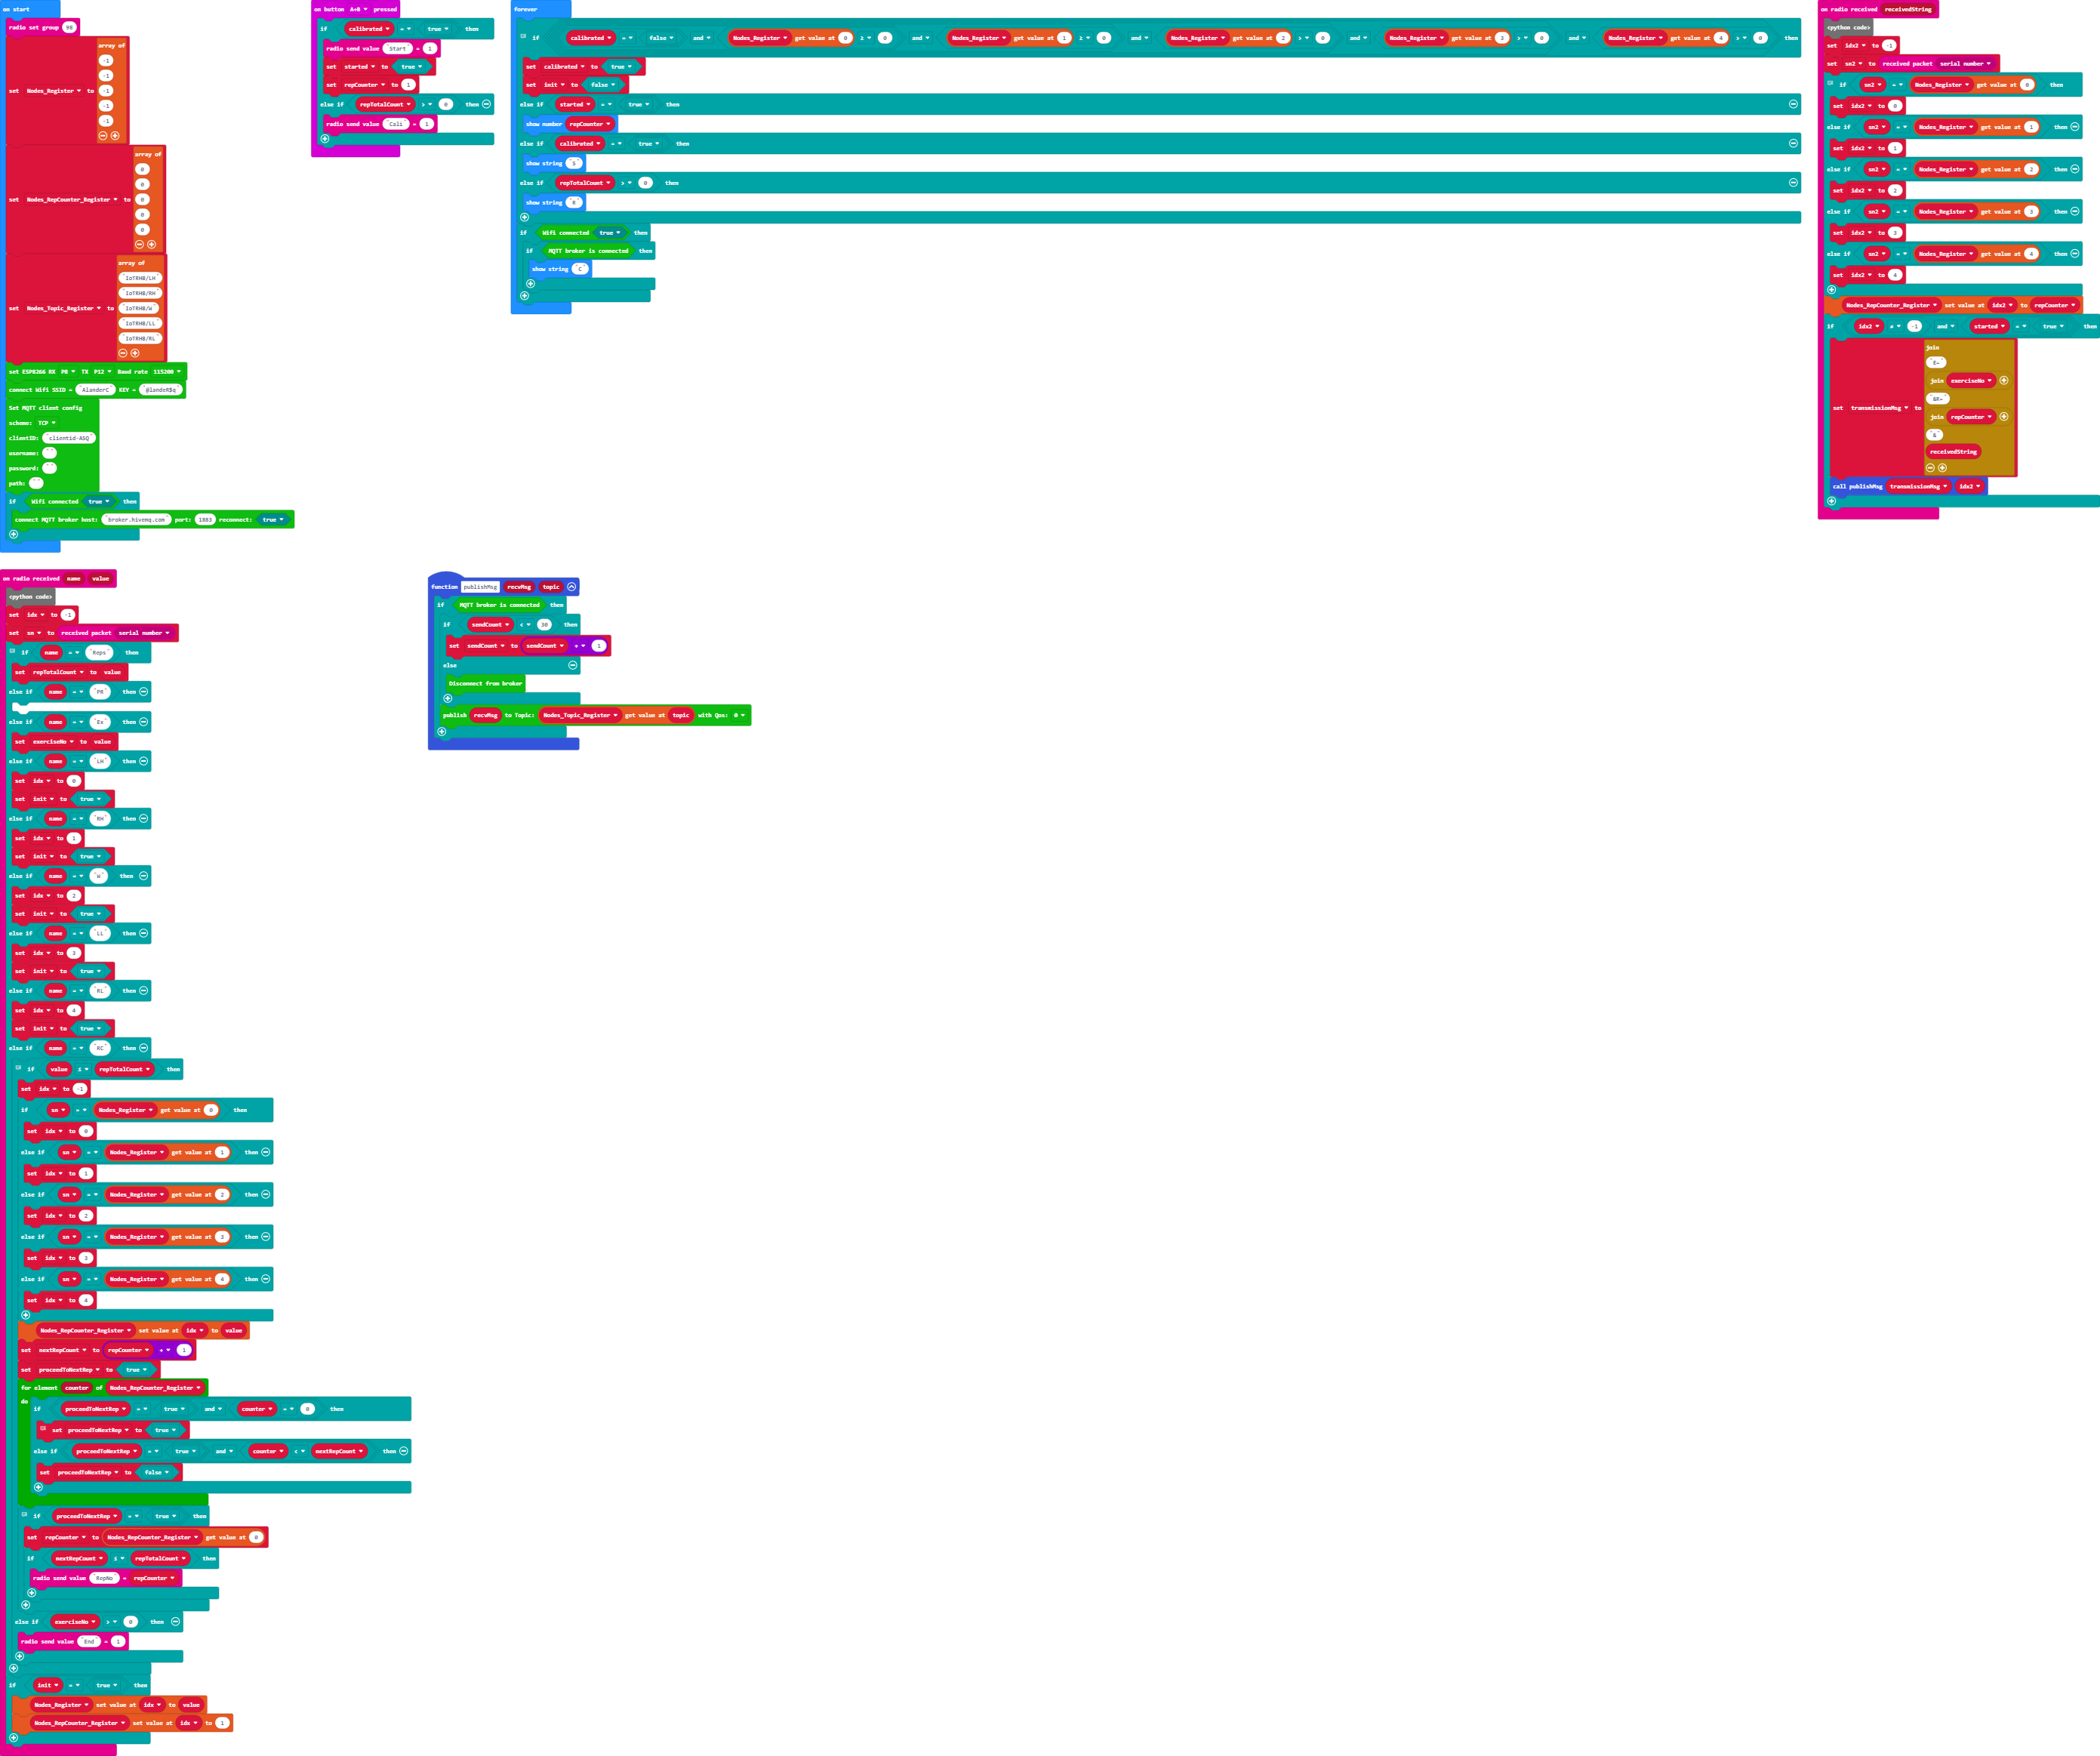 on start
radio set group 98
set Nodes_Register to array of
-1
-1
-1
-1
-1
set Nodes_RepCounter_Register to array of
0
0
0
0
0
set Nodes_Topic_Register to array of
"IoTRHB/LH"
"IoTRHB/RH"
"IoTRHB/W"
"IoTRHB/LL"
"IoTRHB/RL"
set ESP8266 RX P8 TX P12 Baud rate 115200
connect Wifi SSID = "AlanderC" KEY = "@landeR$q"
Set MQTT client config
scheme: TCP
clientID: "clientid-ASQ"
username: ""
password: ""
path: ""
if Wifi connected true then
connect MQTT broker host: "broker.hivemq.com" port: 1883 reconnect: true
on button A+B pressed
if calibrated = true then
radio send value "Start" = 1
set started to true
set repCounter to 1
else if repTotalCount > 0 then
radio send value "Cali" = 1
forever
if calibrated = false and Nodes_Register get value at 0 ≥ 0 and Nodes_Register get value at 1 ≥ 0 and Nodes_Register get value at 2 > 0 and Nodes_Register get value at 3 > 0 and Nodes_Register get value at 4 > 0 then
set calibrated to true
set init to false
else if started = true then
show number repCounter
else if calibrated = true then
show string "S"
else if repTotalCount > 0 then
show string "R"
if Wifi connected true then
if MQTT broker is connected then
show string "C"
on radio received receivedString
<python code>
set idx2 to -1
set sn2 to received packet serial number
if sn2 = Nodes_Register get value at 0 then
set idx2 to 0
else if sn2 = Nodes_Register get value at 1 then
set idx2 to 1
else if sn2 = Nodes_Register get value at 2 then
set idx2 to 2
else if sn2 = Nodes_Register get value at 3 then
set idx2 to 3
else if sn2 = Nodes_Register get value at 4 then
set idx2 to 4
Nodes_RepCounter_Register set value at idx2 to repCounter
if idx2 ≠ -1 and started = true then
set transmissionMsg to join
"E="
join exerciseNo
"&R="
join repCounter
"&"
receivedString
call publishMsg transmissionMsg idx2
on radio received name value
<python code>
set idx to -1
set sn to received packet serial number
if name = "Reps" then
set repTotalCount to value
else if name = "PR" then
else if name = "Ex" then
set exerciseNo to value
else if name = "LH" then
set idx to 0
set init to true
else if name = "RH" then
set idx to 1
set init to true
else if name = "W" then
set idx to 2
set init to true
else if name = "LL" then
set idx to 3
set init to true
else if name = "RL" then
set idx to 4
set init to true
else if name = "RC" then
if value ≤ repTotalCount then
set idx to -1
if sn = Nodes_Register get value at 0 then
set idx to 0
else if sn = Nodes_Register get value at 1 then
set idx to 1
else if sn = Nodes_Register get value at 2 then
set idx to 2
else if sn = Nodes_Register get value at 3 then
set idx to 3
else if sn = Nodes_Register get value at 4 then
set idx to 4
Nodes_RepCounter_Register set value at idx to value
set nextRepCount to repCounter + 1
set proceedToNextRep to true
for element counter of Nodes_RepCounter_Register
do
if proceedToNextRep = true and counter = 0 then
set proceedToNextRep to true
else if proceedToNextRep = true and counter < nextRepCount then
set proceedToNextRep to false
if proceedToNextRep = true then
set repCounter to Nodes_RepCounter_Register get value at 0
if nextRepCount ≤ repTotalCount then
radio send value "RepNo" = repCounter
else if exerciseNo > 0 then
radio send value "End" = 1
if init = true then
Nodes_Register set value at idx to value
Nodes_RepCounter_Register set value at idx to 1
function publishMsg recvMsg topic
if MQTT broker is connected then
if sendCount < 30 then
set sendCount to sendCount + 1
else
Disconnect from broker
publish recvMsg to Topic: Nodes_Topic_Register get value at topic with Qos: 0